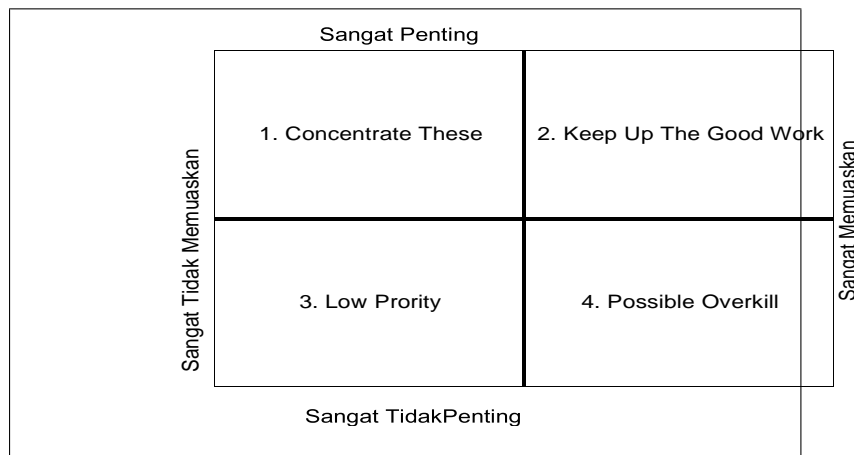 Sangat Penting
1. Concentrate These
2. Keep Up The Good Work
Sangat Tidak Memuaskan
Sangat Memuaskan
3. Low Prority
4. Possible Overkill
Sangat TidakPenting